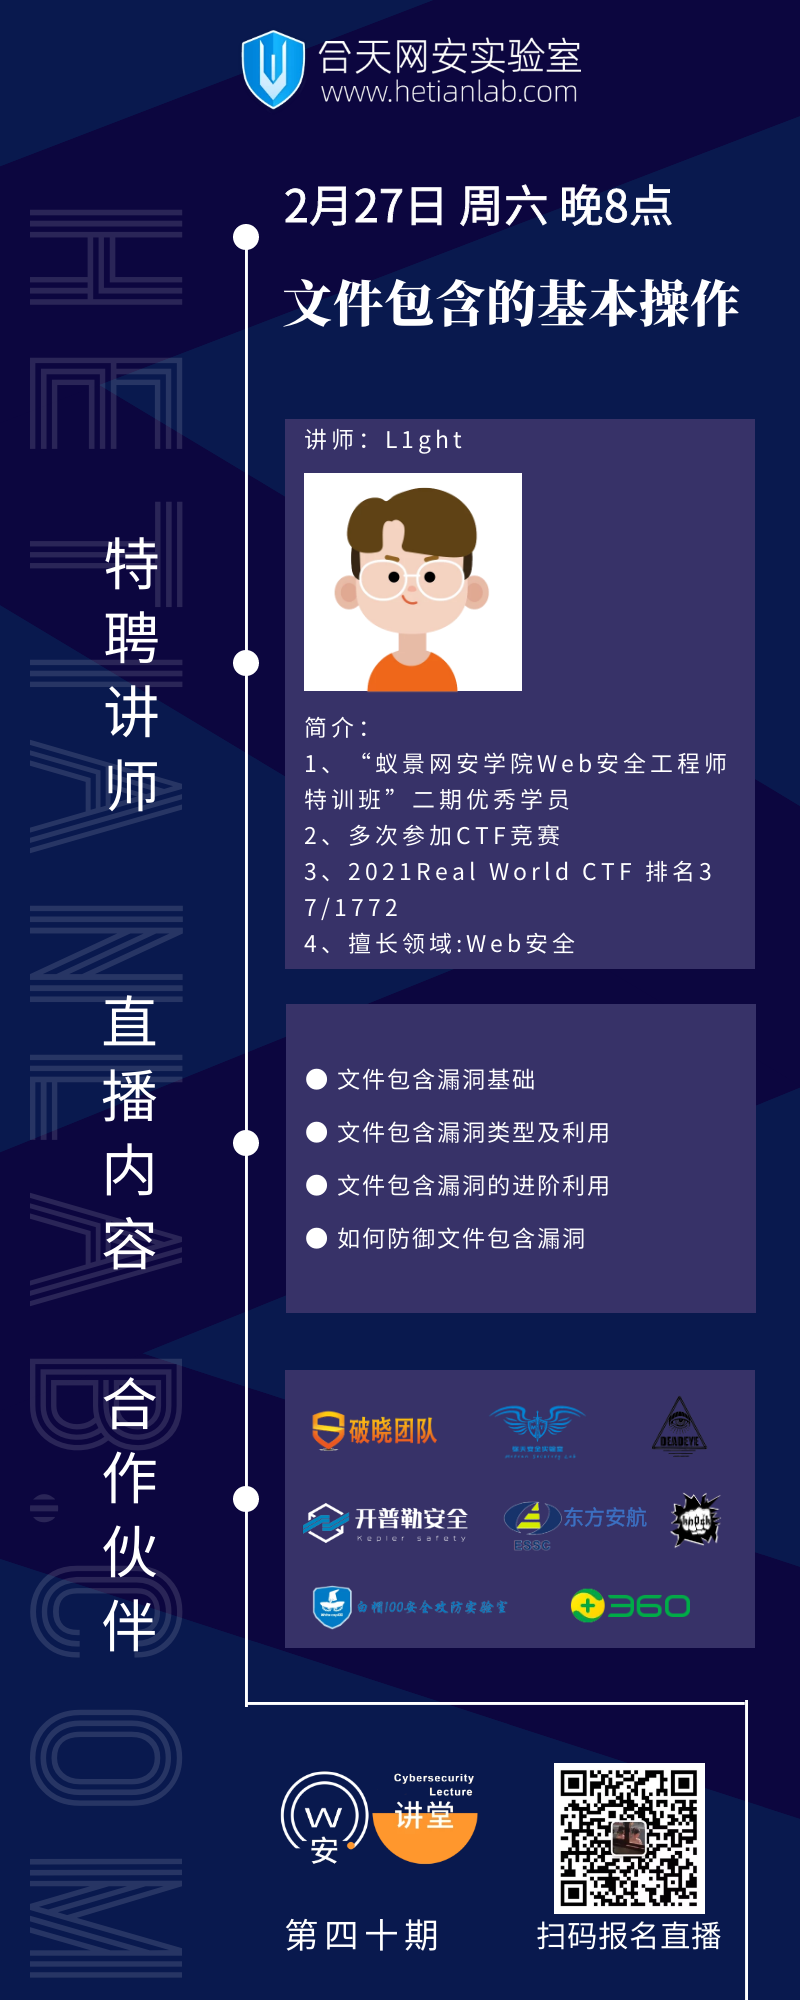 合天网安实验室
www.hetianlab.com
2月27日 周六 晚8点
文件包含的基本操作
HETIANLAB.COM
特聘讲师
讲师：L1ght
简介：
1、“蚁景网安学院Web安全工程师
特训班”二期优秀学员
2、多次参加CTF竞赛
3、2021Real World CTF 排名3
7/1772
4、擅长领域:Web安全
直播内容
文件包含漏洞基础
文件包含漏洞类型及利用
文件包含漏洞的进阶利用
如何防御文件包含漏洞
合作伙伴
破晓团队
DEADEYE
开普勒安全
Kepler safety
东方安航
ESSC
白帽100安全攻防实验室
360
Cybersecurity
Lecture
W安
讲堂
第四十期
扫码报名直播